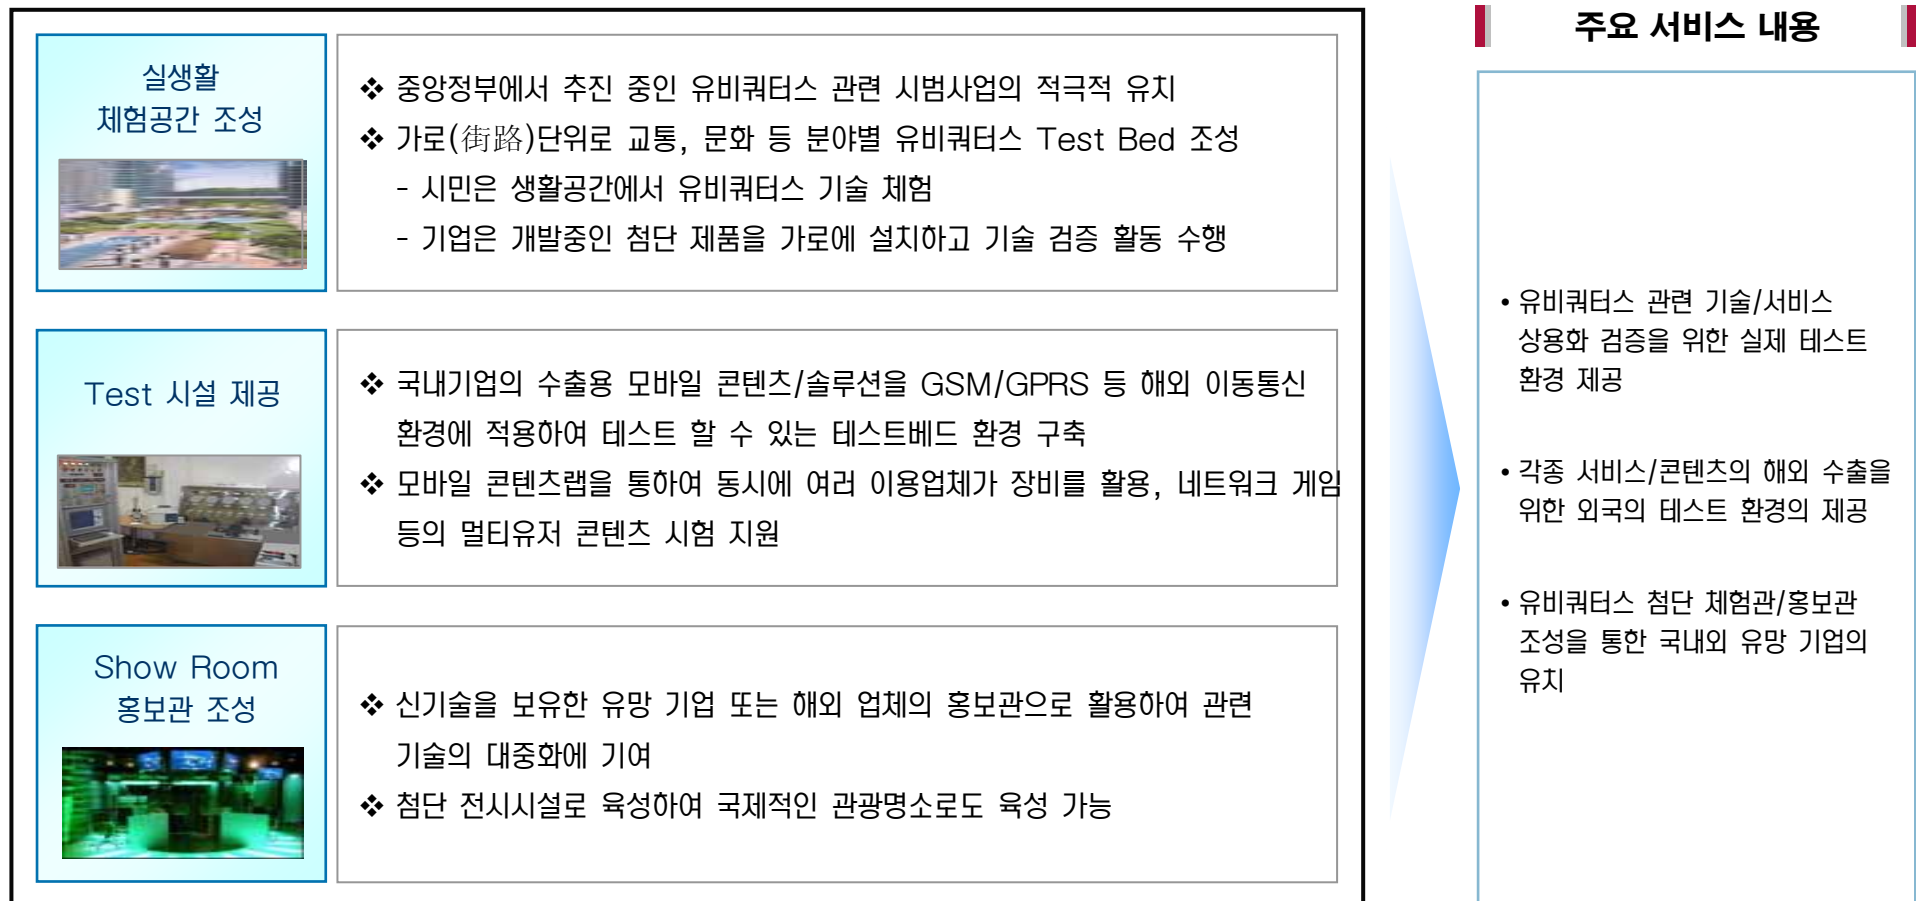 실생활
체험공간 조성
❖ 중앙정부에서 추진 중인 유비쿼터스 관련 시범사업의 적극적 유치
❖ 가로(街路)단위로 교통, 문화 등 분야별 유비쿼터스 Test Bed 조성
- 시민은 생활공간에서 유비쿼터스 기술 체험
- 기업은 개발중인 첨단 제품을 가로에 설치하고 기술 검증 활동 수행
Test 시설 제공
❖ 국내기업의 수출용 모바일 콘텐츠/솔루션을 GSM/GPRS 등 해외 이동통신
환경에 적용하여 테스트 할 수 있는 테스트베드 환경 구축
❖ 모바일 콘텐츠랩을 통하여 동시에 여러 이용업체가 장비를 활용, 네트워크 게임
등의 멀티유저 콘텐츠 시험 지원
Show Room
홍보관 조성
❖ 신기술을 보유한 유망 기업 또는 해외 업체의 홍보관으로 활용하여 관련
기술의 대중화에 기여
❖ 첨단 전시시설로 육성하여 국제적인 관광명소로도 육성 가능
주요 서비스 내용
• 유비쿼터스 관련 기술/서비스
상용화 검증을 위한 실제 테스트
환경 제공
• 각종 서비스/콘텐츠의 해외 수출을
위한 외국의 테스트 환경의 제공
• 유비쿼터스 첨단 체험관/홍보관
조성을 통한 국내외 유망 기업의
유치